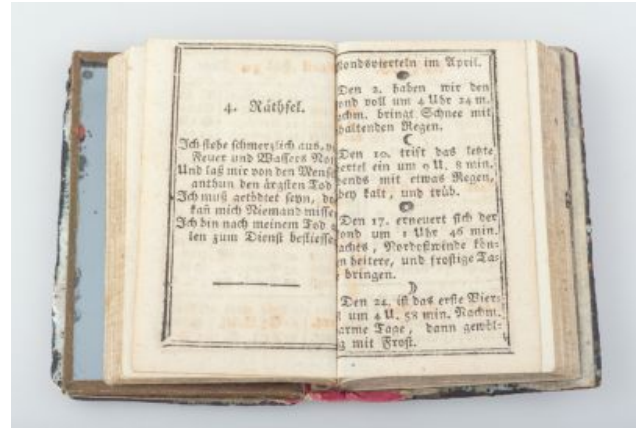 4. Räthsel.
Ich stehe schmerzlich aus,
Feuer und Wassers
Und laß mir von den
anthun den ärgsten Tod
Ich muß getödtet seyn,
kañ mich Niemand
Ich bin nach meinem Tod
len zum Dienst
Mondsvierteln im April.
Den 2. haben wir den
ond voll um 4 Uhr 24 m.
achm. bringt Schnee mit
haltenden Regen.
Den 10. trift das letzte
ertel ein um 9 U. 8 min.
bends mit etwas Regen,
bey kalt, und trüb.
Den 17. erneuert sich der
ond um 1 Uhr 46 min.
achts, Nordostwinde kön-
n heitere, und frostige Ta-
bringen.
Den 24. ist das erste Vier-
um 4 U. 58 min. Nachm.
arme Tage, dann gewöl-
g mit Frost.